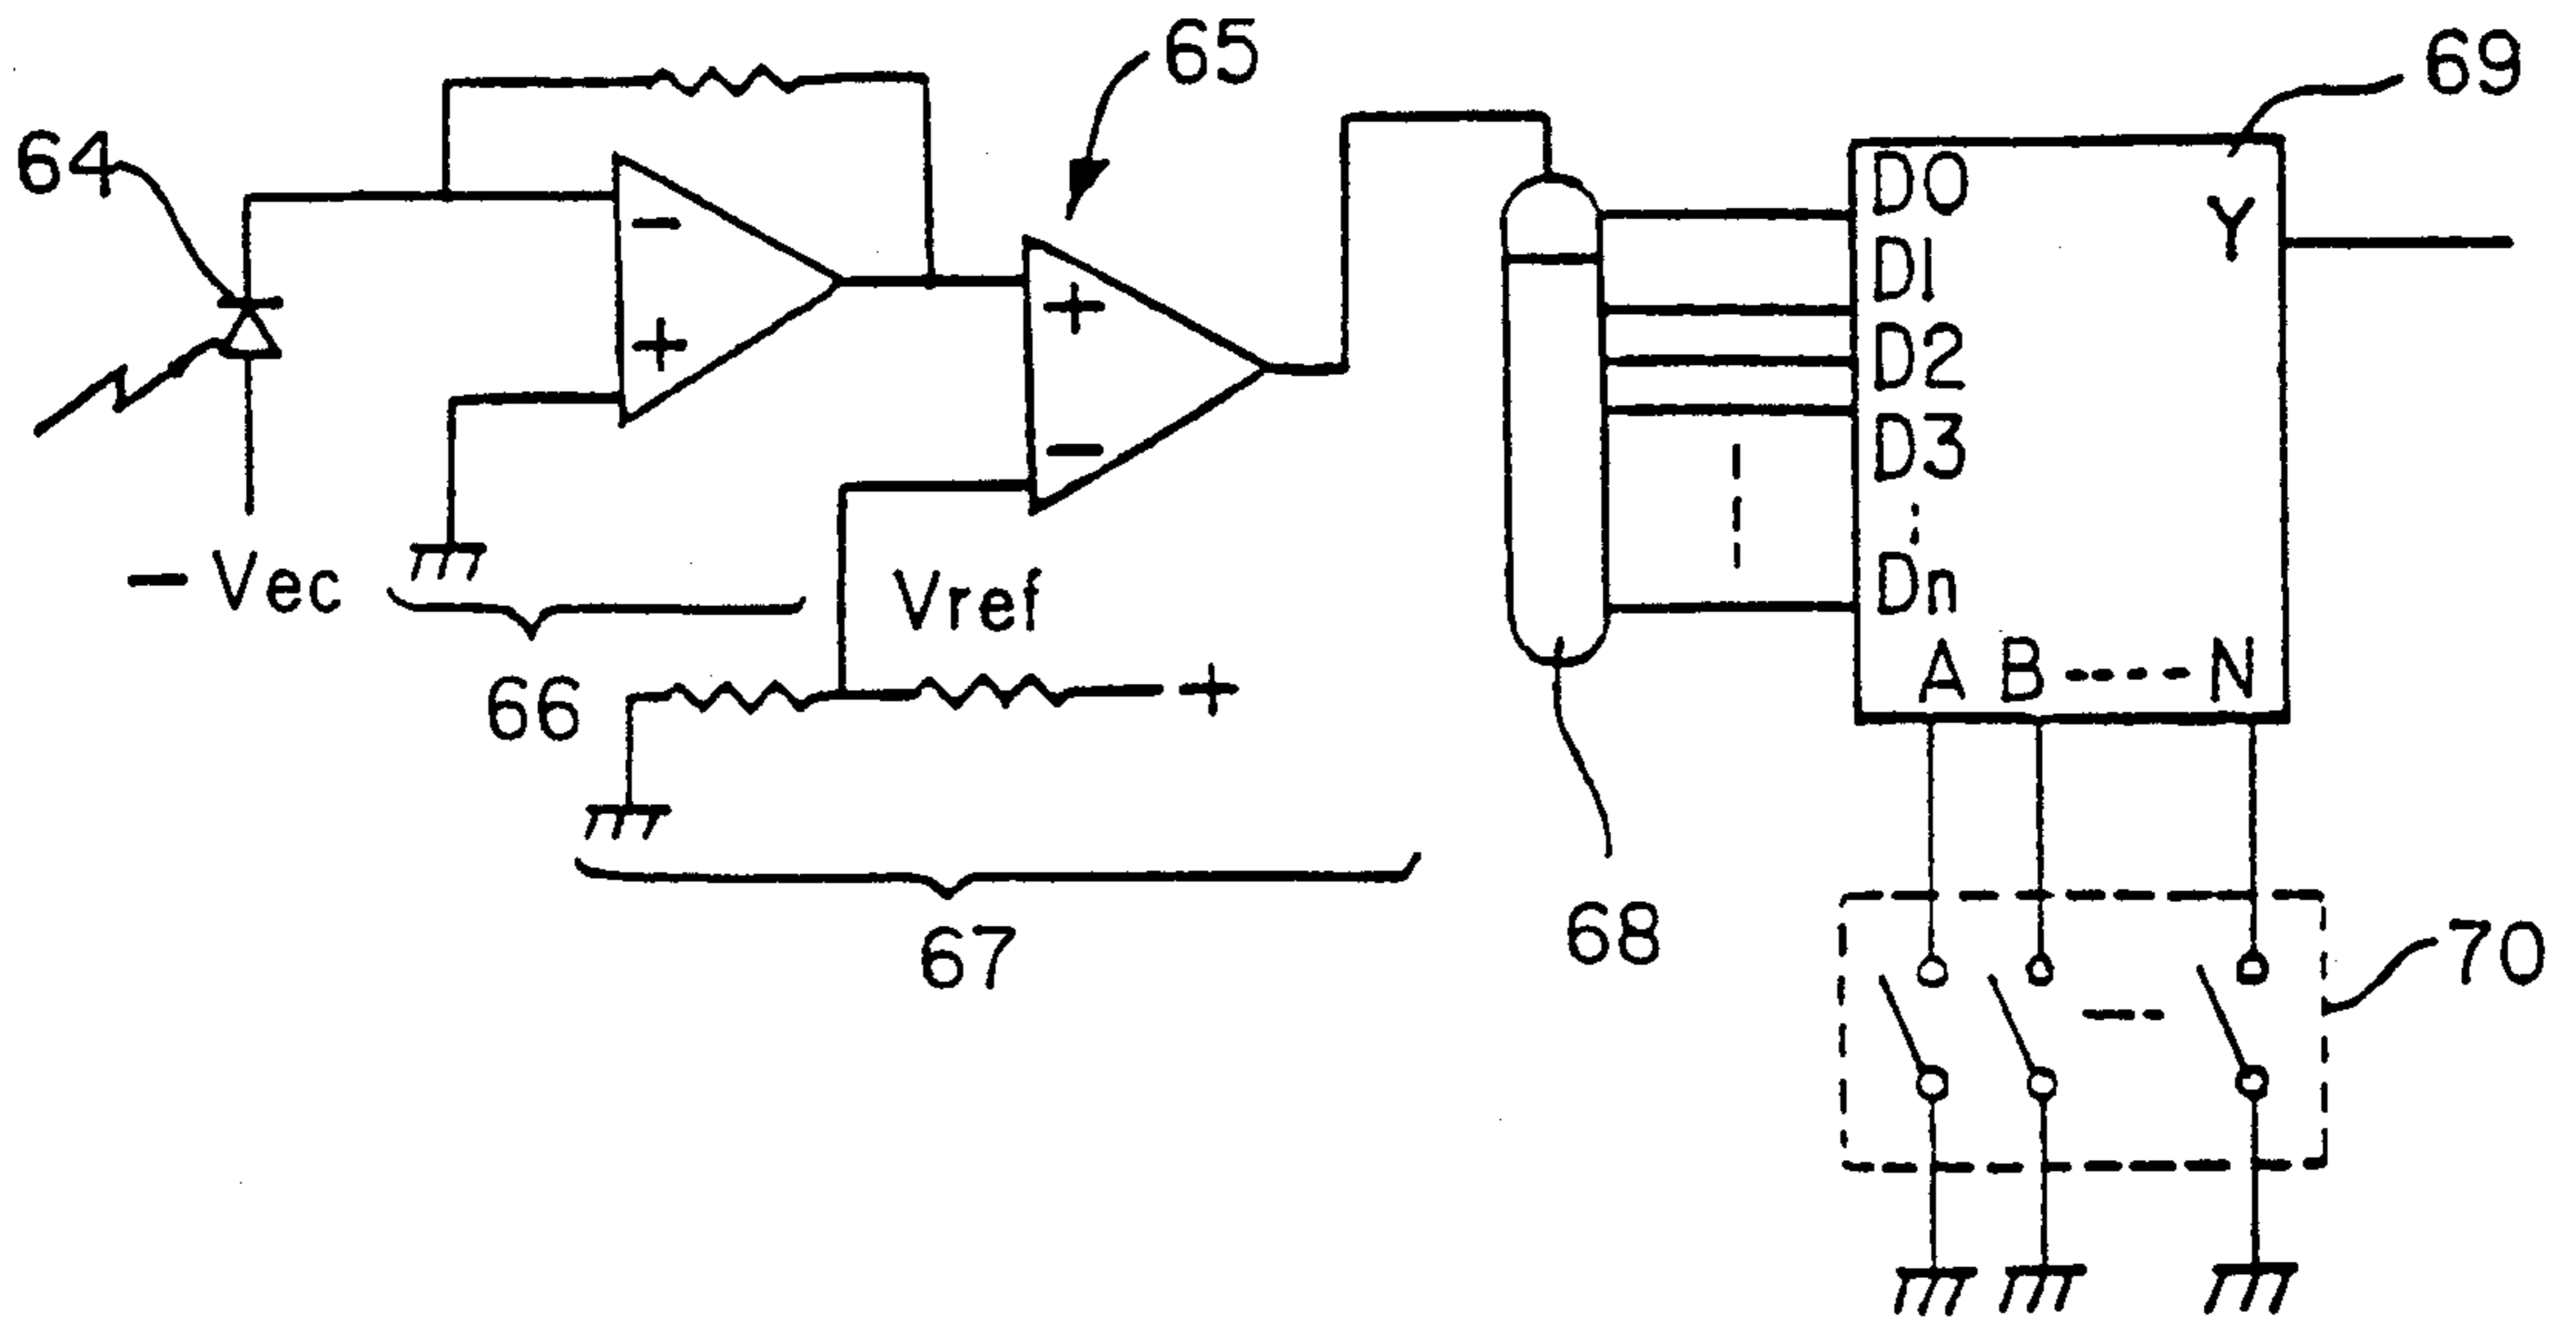 65
69
64
D0
Y
D1
-
+
+
D2
-
D3
Dn
- Vec
Vref
A B ----- N
66
+
68
67
70